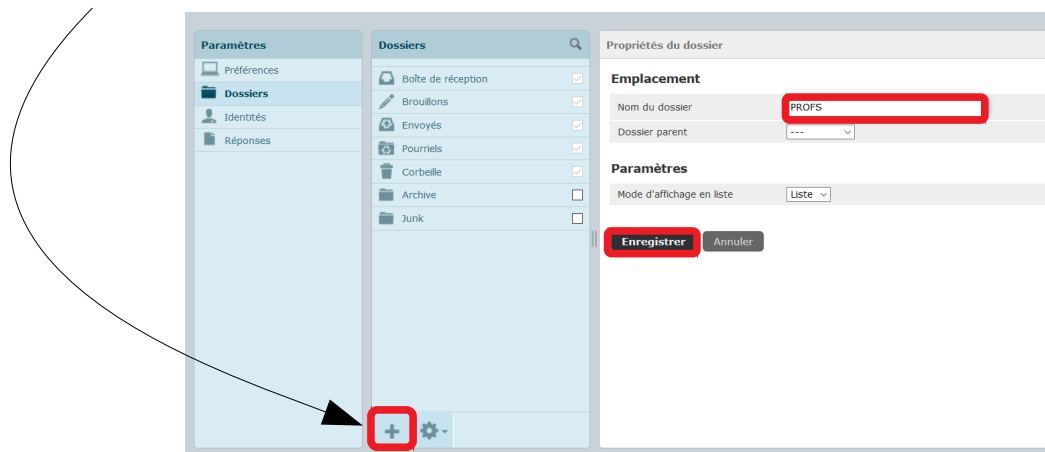 Paramètres
Préférences
Dossiers
Identités
Réponses
Dossiers
Boîte de réception
Brouillons
Envoyés
Pourriels
Corbeille
Archive
Junk
Propriétés du dossier
Emplacement
Nom du dossier PROFS
Dossier parent ---
Paramètres
Mode d'affichage en liste Liste
Enregistrer Annuler